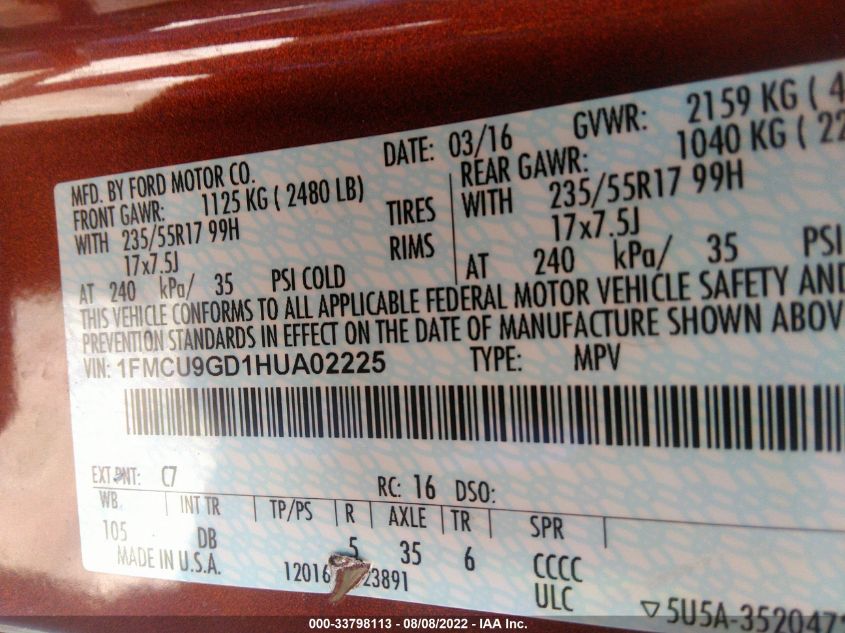 MFD. BY FORD MOTOR CO.
DATE: 03/16
GVWR: 2159 KG ( 4
FRONT GAWR: 1125 KG ( 2480 LB)
REAR GAWR: 1040 KG ( 22
WITH 235/55R17 99H
TIRES
WITH 235/55R17 99H
17x7.5J
RIMS
17x7.5J
AT 240 kPa/ 35 PSI COLD
AT 240 kPa/ 35 PSI
THIS VEHICLE CONFORMS TO ALL APPLICABLE FEDERAL MOTOR VEHICLE SAFETY AND
PREVENTION STANDARDS IN EFFECT ON THE DATE OF MANUFACTURE SHOWN ABOV
VIN: 1FMCU9GD1HUA02225
TYPE: MPV
EXT PNT: C7
RC: 16 DSO:
WB INT TR TP/PS R AXLE TR SPR
105 DB 5 35 6 CCCC
MADE IN U.S.A.
12016 23891
ULC
5U5A-3520472
000-33798113 - 08/08/2022 - IAA Inc.